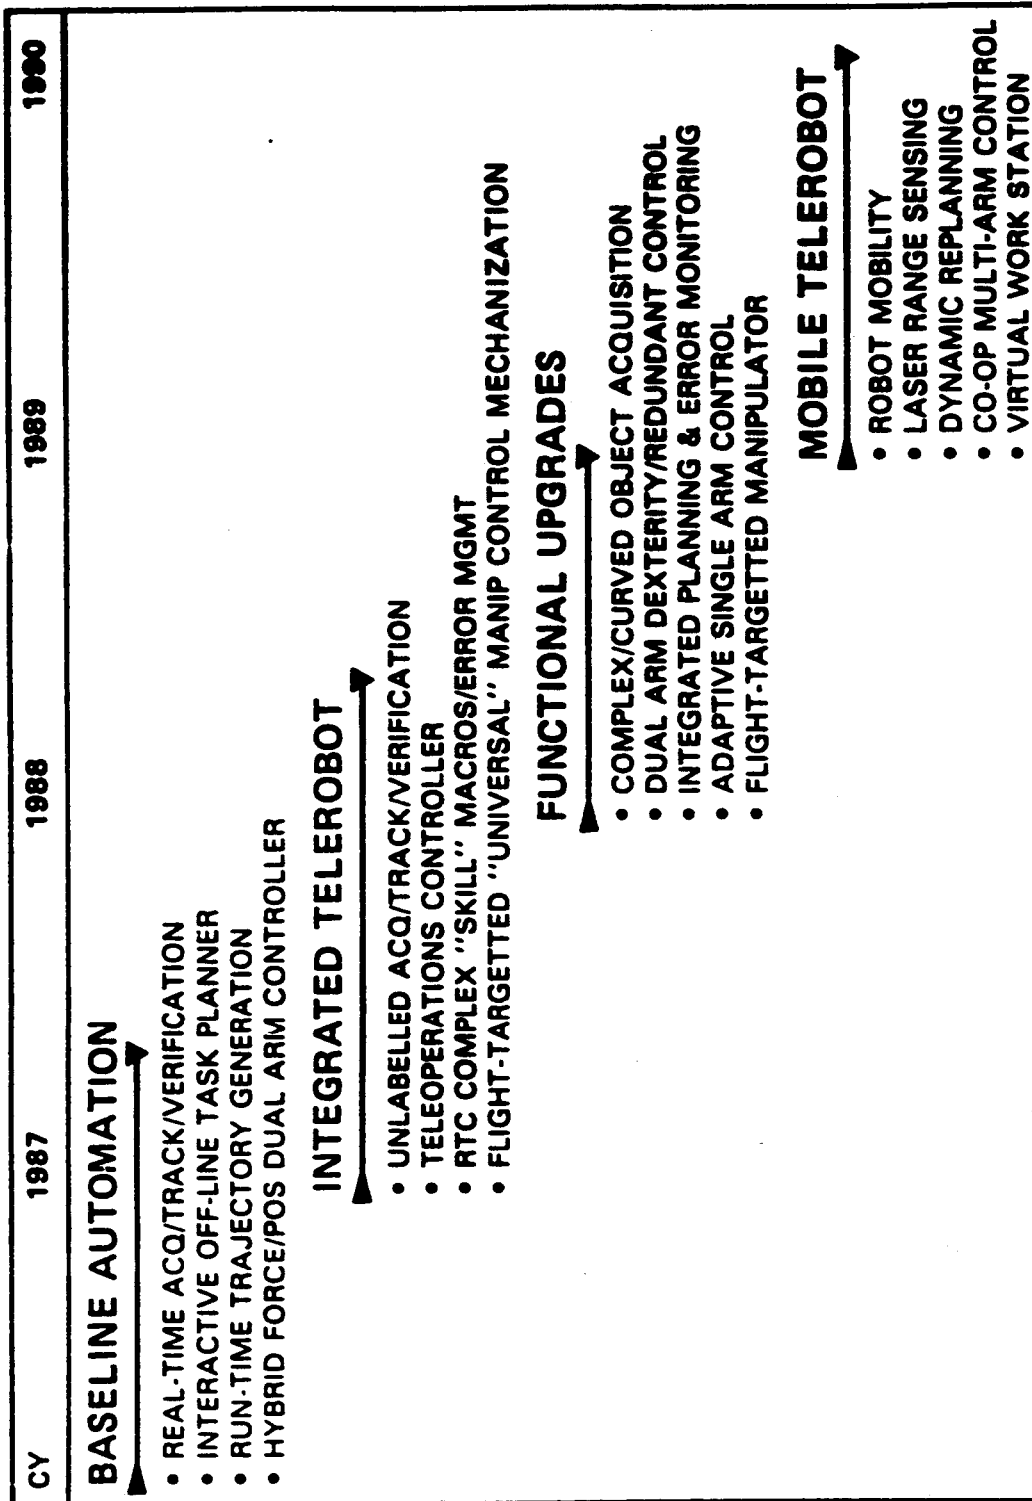 CY 1987 1988 1989 1990
BASELINE AUTOMATION
• REAL-TIME ACQ/TRACK/VERIFICATION
• INTERACTIVE OFF-LINE TASK PLANNER
• RUN-TIME TRAJECTORY GENERATION
• HYBRID FORCE/POS DUAL ARM CONTROLLER
INTEGRATED TELEROBOT
• UNLABELLED ACQ/TRACK/VERIFICATION
• TELEOPERATIONS CONTROLLER
• RTC COMPLEX "SKILL" MACROS/ERROR MGMT
• FLIGHT-TARGETTED "UNIVERSAL" MANIP CONTROL MECHANIZATION
FUNCTIONAL UPGRADES
• COMPLEX/CURVED OBJECT ACQUISITION
• DUAL ARM DEXTERITY/REDUNDANT CONTROL
• INTEGRATED PLANNING & ERROR MONITORING
• ADAPTIVE SINGLE ARM CONTROL
• FLIGHT-TARGETTED MANIPULATOR
MOBILE TELEROBOT
• ROBOT MOBILITY
• LASER RANGE SENSING
• DYNAMIC REPLANNING
• CO-OP MULTI-ARM CONTROL
• VIRTUAL WORK STATION